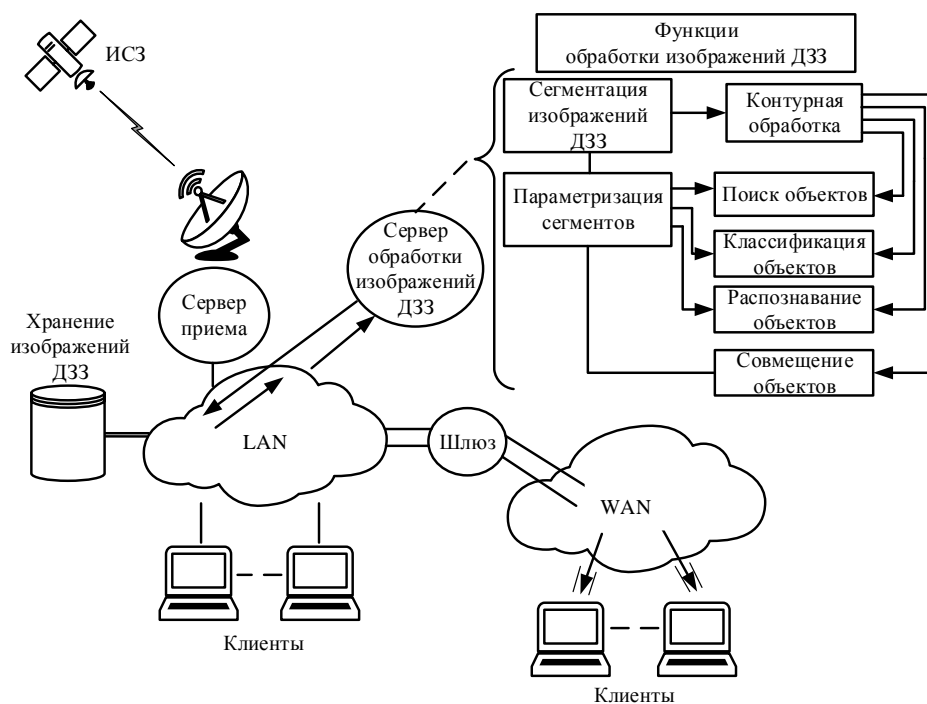 ИСЗ
Функции
обработки изображений ДЗЗ
Сегментация
изображений
ДЗЗ
Контурная
обработка
Параметризация
сегментов
Поиск объектов
Классификация
объектов
Распознавание
объектов
Совмещение
объектов
Сервер
обработки
изображений
ДЗЗ
Сервер
приема
Хранение
изображений
ДЗЗ
LAN
Шлюз
WAN
Клиенты
Клиенты